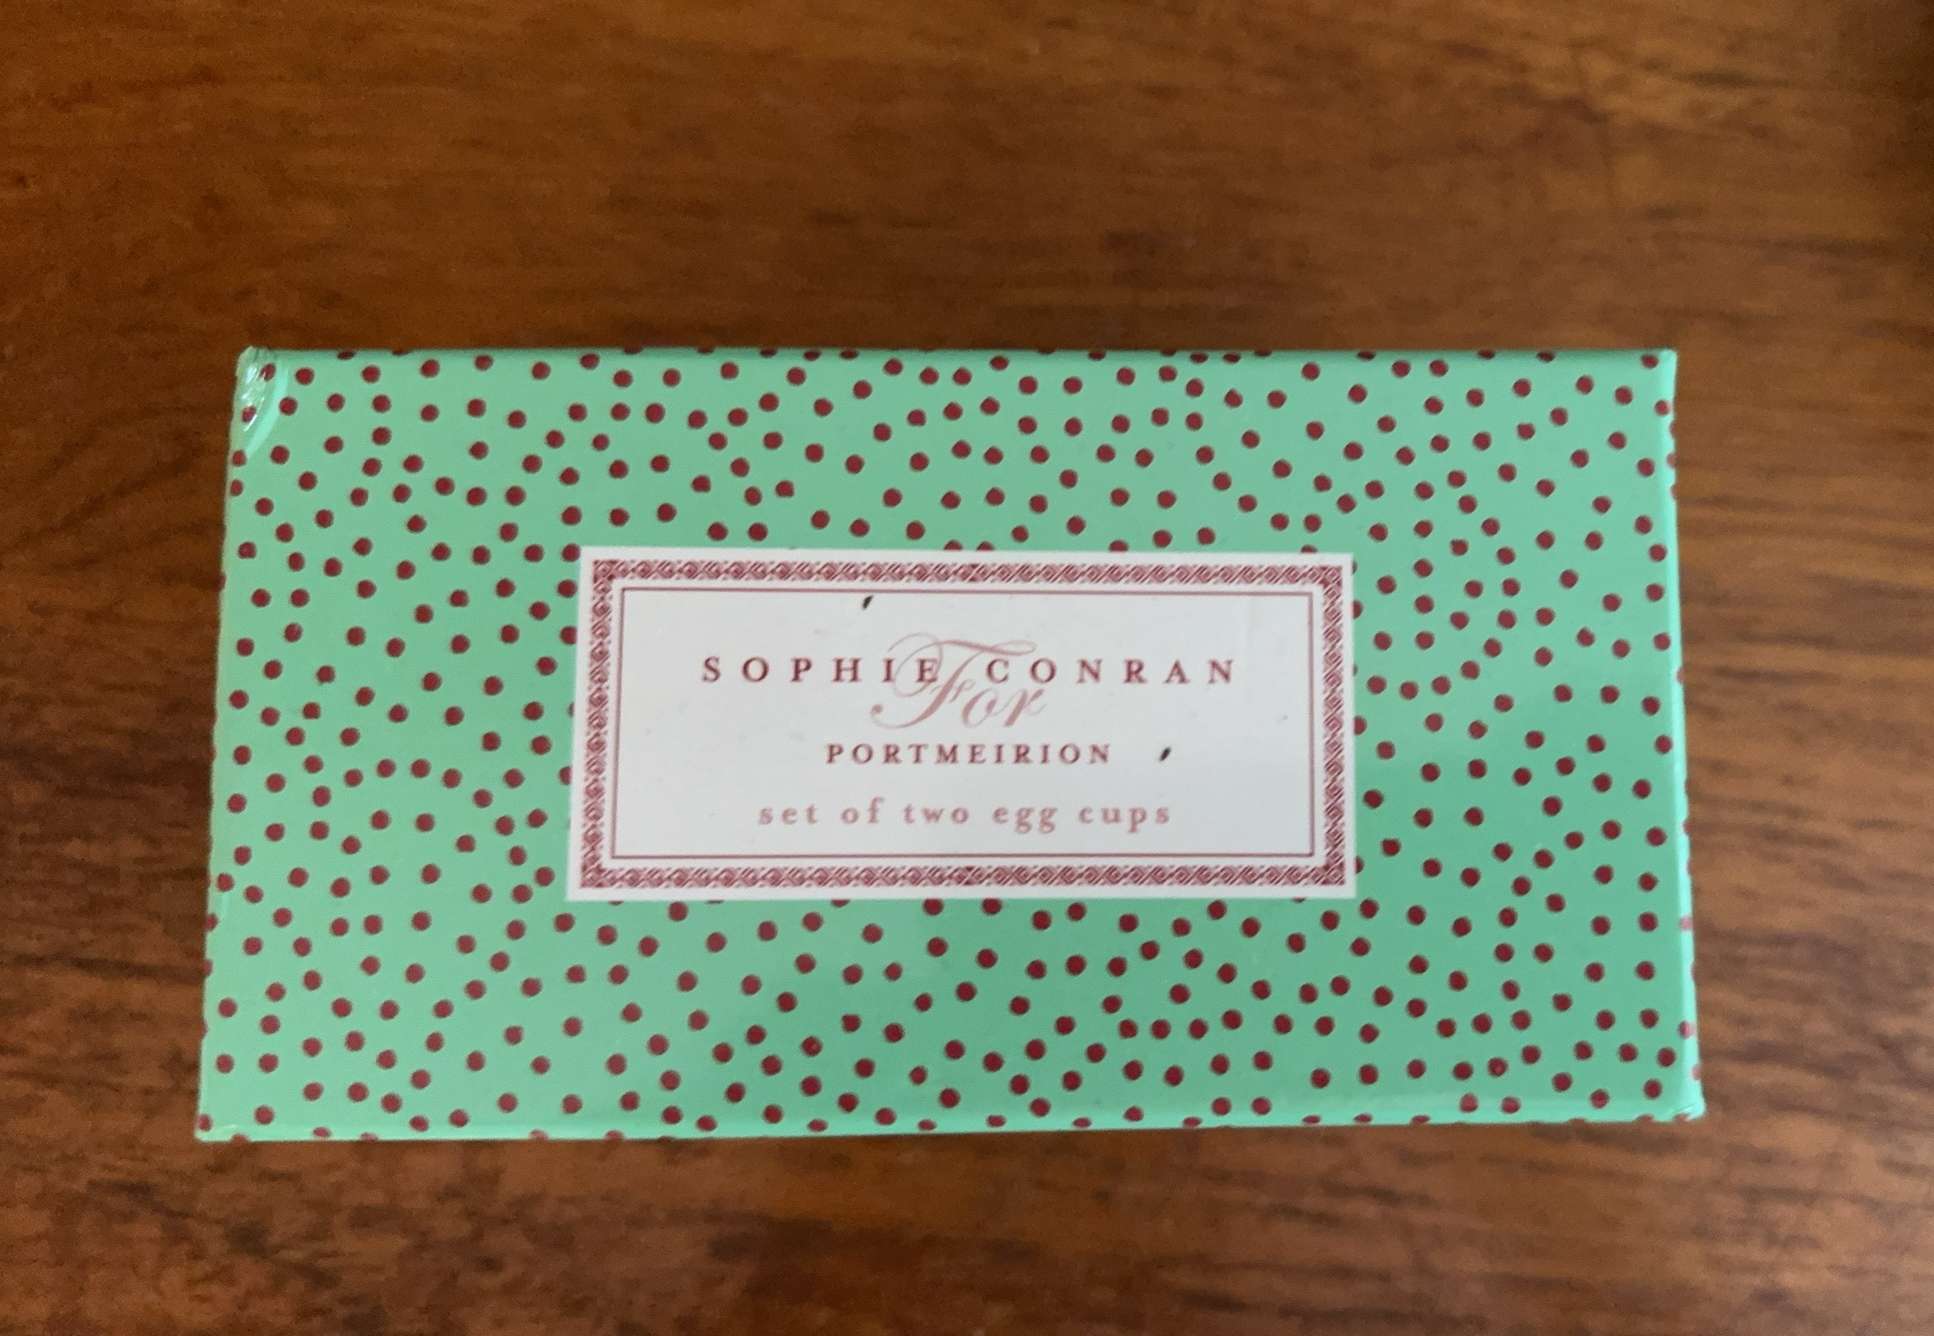 SOPHIE CONRAN
For
PORTMEIRION
set of two egg cups